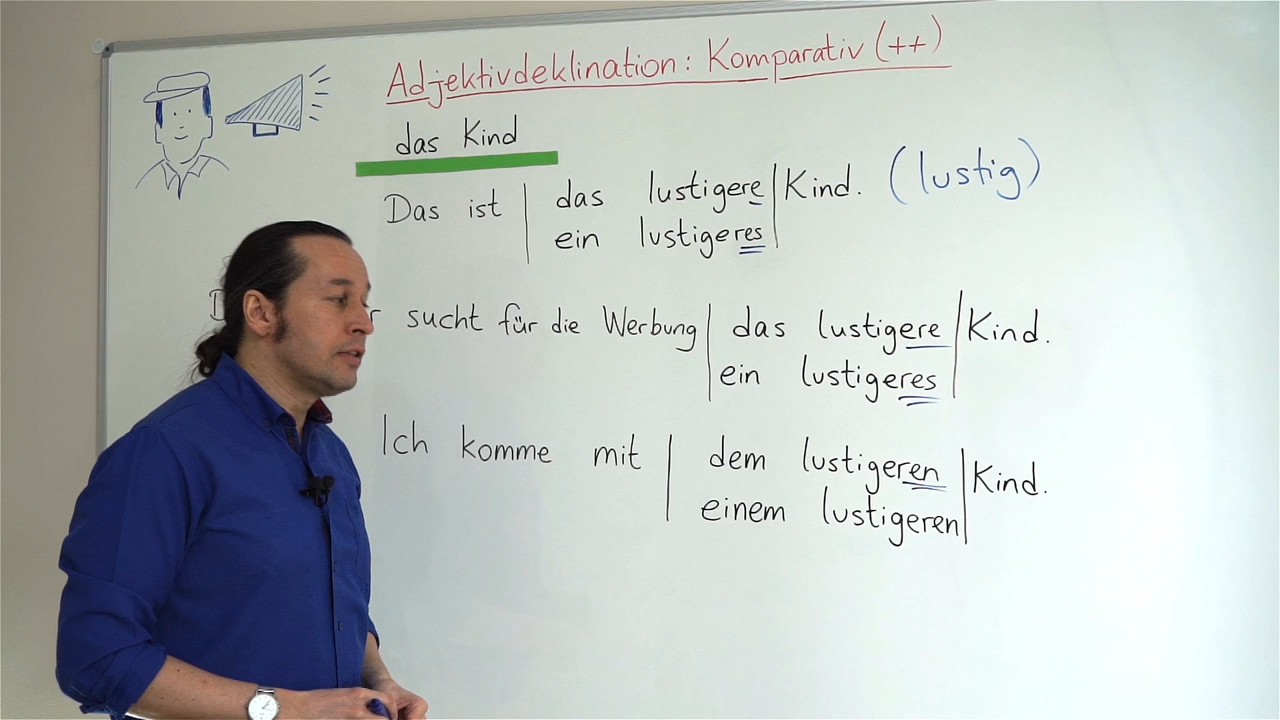 Adjektivdeklination: Komparativ (++)
das Kind
Das ist | das lustigere | Kind. (lustig)
ein lustigeres
sucht für die Werbung | das lustigere | Kind.
ein lustigeres
Ich komme mit | dem lustigeren | Kind.
einem lustigeren